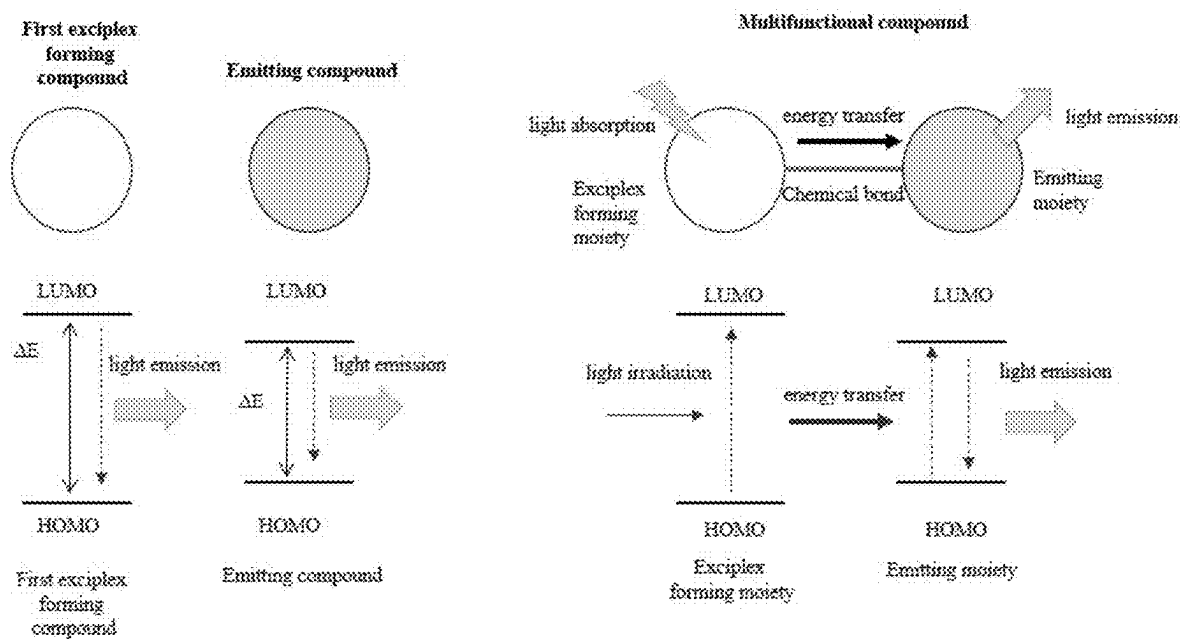 First exciplex
forming
compound
Emitting compound
Multifunctional compound
light absorption
energy transfer
light emission
Exciplex
forming
moiety
Chemical bond
Emitting
moiety
LUMO
LUMO
LUMO
LUMO
ΔE
light emission
ΔE
light emission
light irradiation
energy transfer
light emission
HOMO
HOMO
HOMO
HOMO
First exciplex
forming
compound
Emitting compound
Exciplex
forming moiety
Emitting moiety